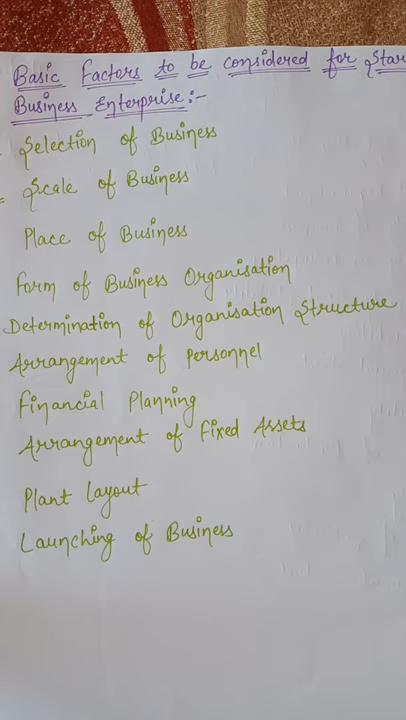 Basic Factors to be considered for Star
Business Enterprise:-
Selection of Business
Scale of Business
Place of Business
Form of Business Organisation
Determination of Organisation Structure
Arrangement of Personnel
Financial Planning
Arrangement of Fixed Assets
Plant Layout
Launching of Business